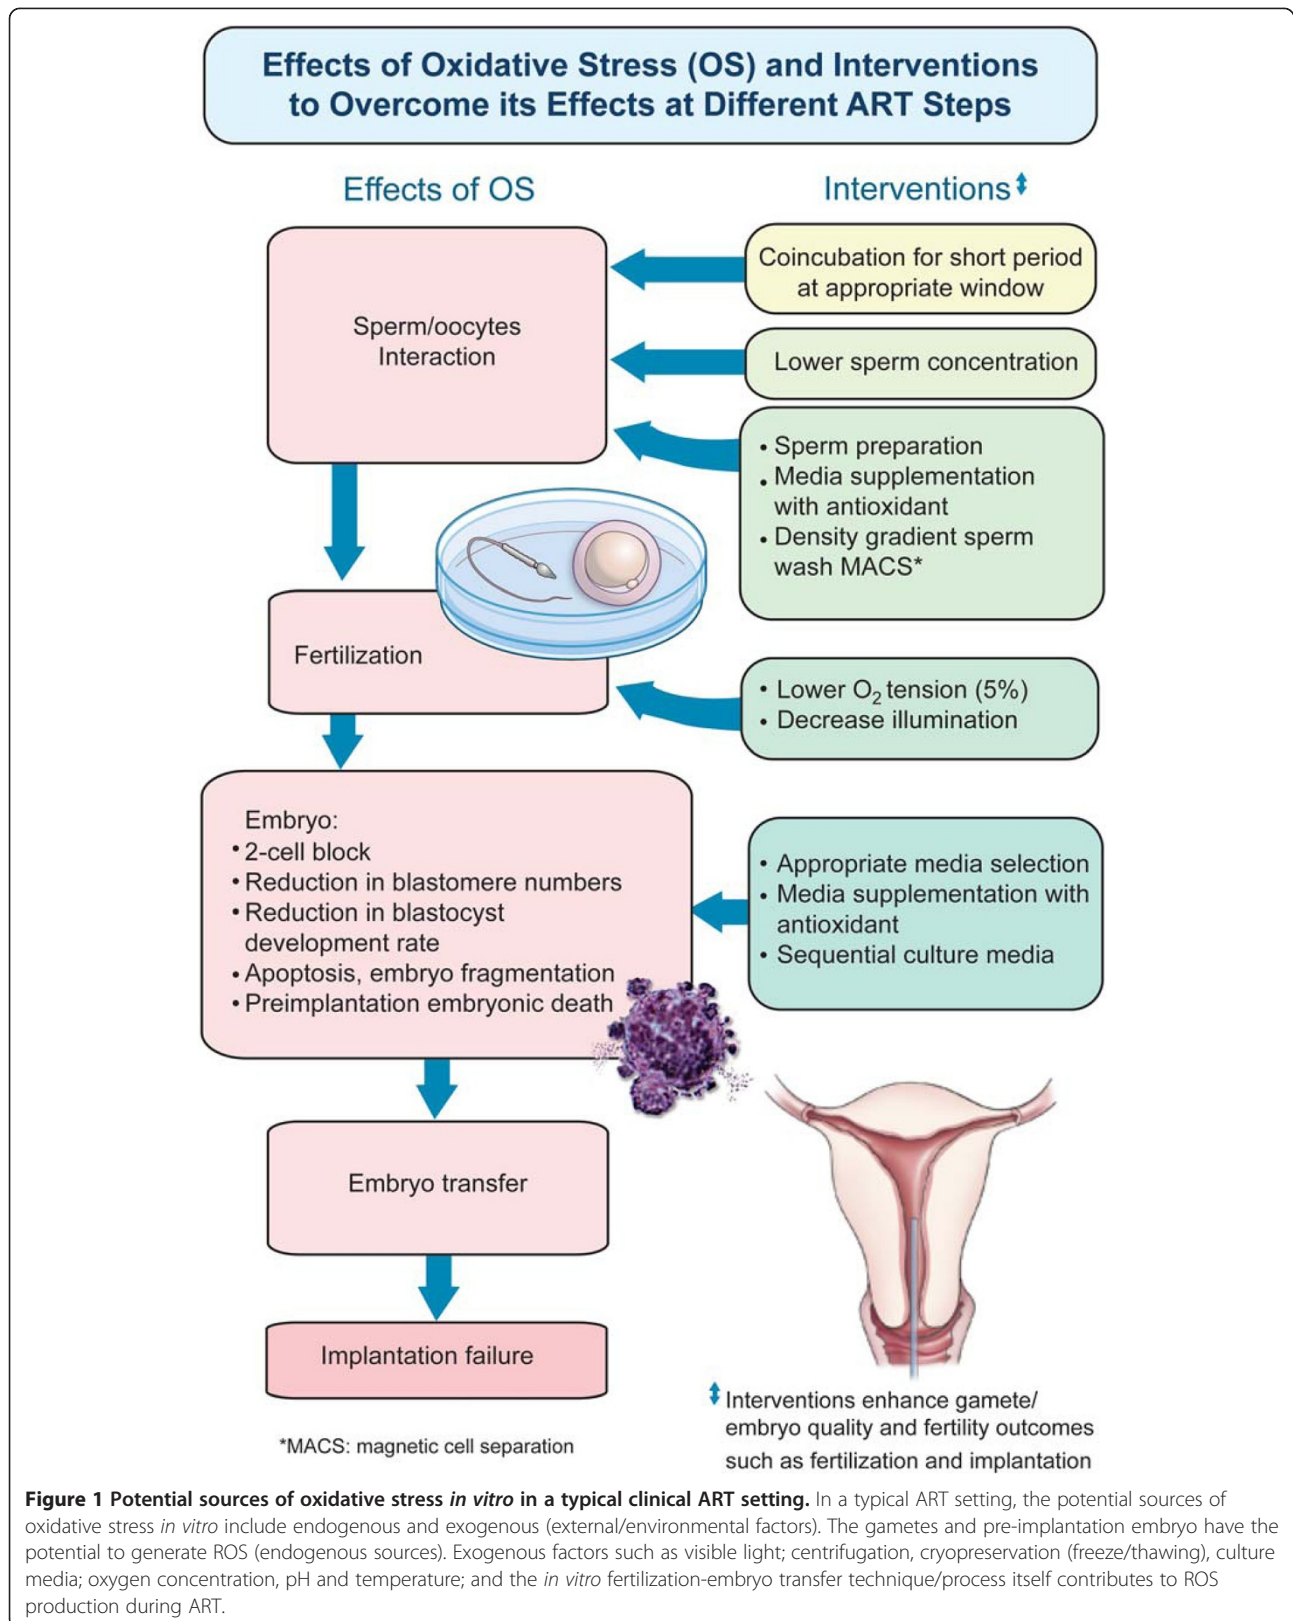 Effects of Oxidative Stress (OS) and Interventions
to Overcome its Effects at Different ART Steps
Effects of OS
Interventions⇕
Sperm/oocytes
Interaction
Coincubation for short period
at appropriate window
Lower sperm concentration
• Sperm preparation
• Media supplementation
with antioxidant
• Density gradient sperm
wash MACS*
Fertilization
• Lower O₂ tension (5%)
• Decrease illumination
Embryo:
• 2-cell block
• Reduction in blastomere numbers
• Reduction in blastocyst
development rate
• Apoptosis, embryo fragmentation
• Preimplantation embryonic death
• Appropriate media selection
• Media supplementation with
antioxidant
• Sequential culture media
Embryo transfer
Implantation failure
*MACS: magnetic cell separation
⇕ Interventions enhance gamete/
embryo quality and fertility outcomes
such as fertilization and implantation
Figure 1 Potential sources of oxidative stress in vitro in a typical clinical ART setting. In a typical ART setting, the potential sources of
oxidative stress in vitro include endogenous and exogenous (external/environmental factors). The gametes and pre-implantation embryo have the
potential to generate ROS (endogenous sources). Exogenous factors such as visible light; centrifugation, cryopreservation (freeze/thawing), culture
media; oxygen concentration, pH and temperature; and the in vitro fertilization-embryo transfer technique/process itself contributes to ROS
production during ART.